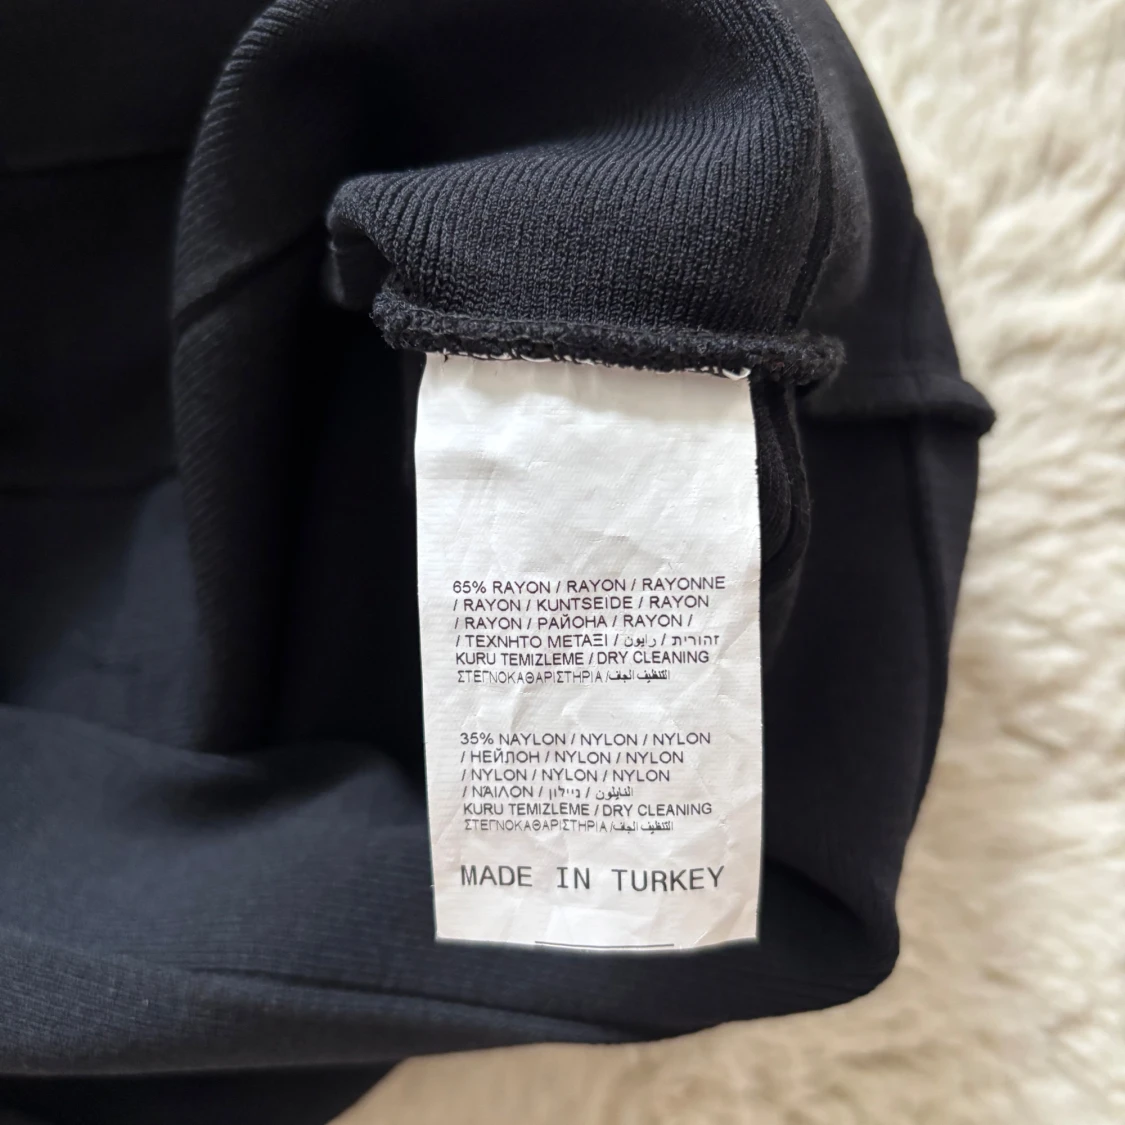 65% RAYON / RAYON / RAYONNE
/ RAYON / KUNTSEIDE / RAYON
/ RAYON / РАЙОНА / RAYON /
/ ΤΕΧΝΗΤΟ ΜΕΤΑΞΙ / رايون / זהורית
KURU TEMIZLEME / DRY CLEANING
ΣΤΕΓΝΟΚΑΘΑΡΙΣΤΗΡΙΑ /التنظيف الجاف
35% NAYLON / NYLON / NYLON
/ НЕЙЛОН / NYLON / NYLON
/ NYLON / NYLON / NYLON
/ ΝΆΙΛΟΝ / ניילון / النايلون
KURU TEMIZLEME / DRY CLEANING
ΣΤΕΓΝΟΚΑΘΑΡΙΣΤΗΡΙΑ /التنظيف الجاف
MADE IN TURKEY